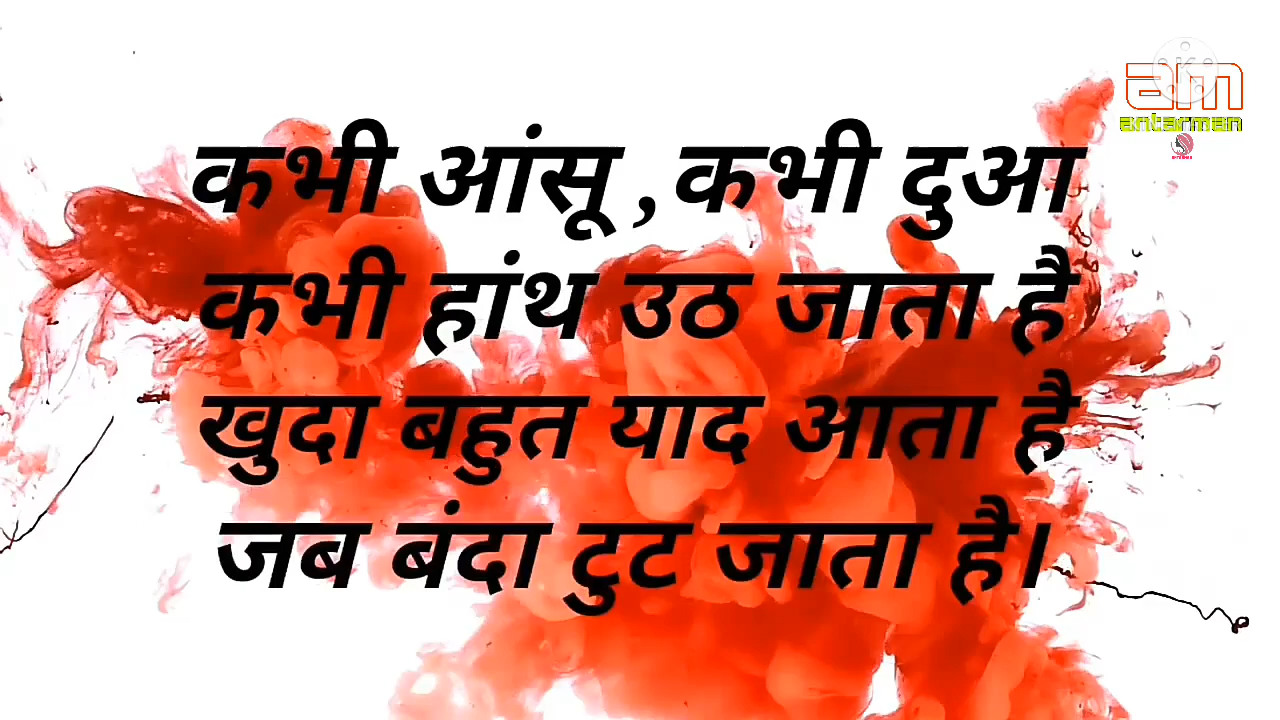 am
antarman
कभी आंसू ,कभी दुआ
कभी हांथ उठ जाता है
खुदा बहुत याद आता है
जब बंदा टुट जाता है।